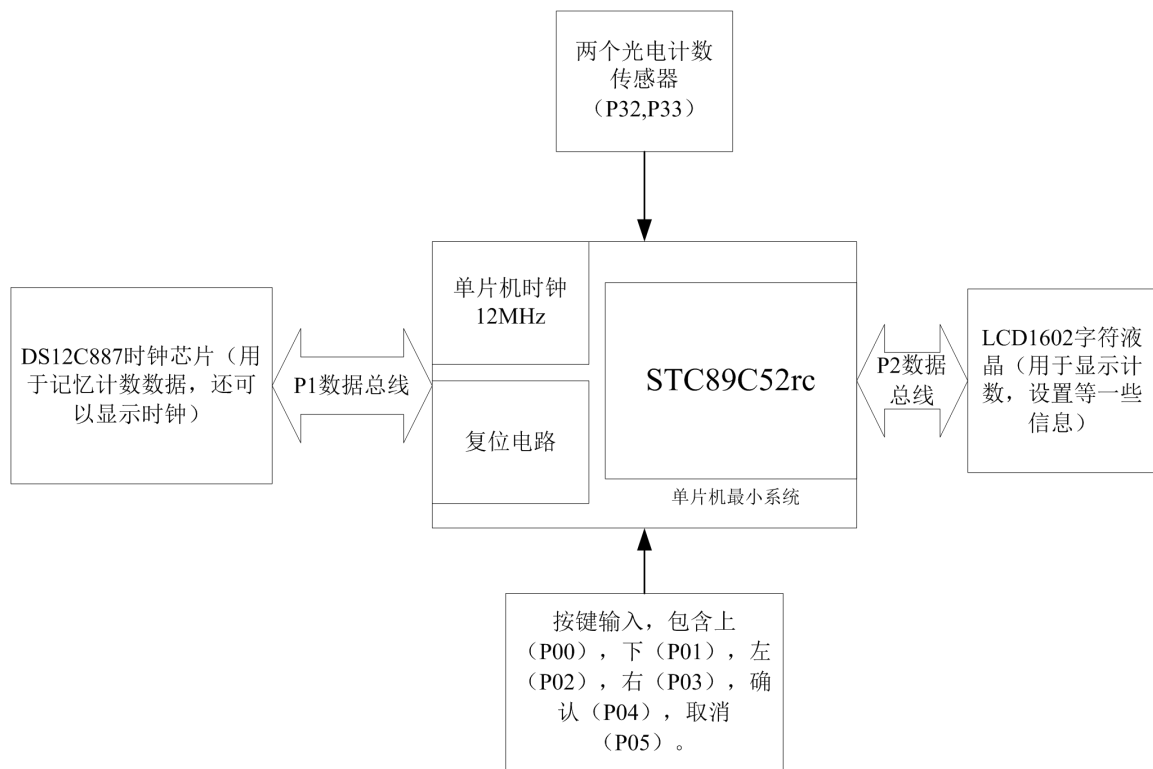 两个光电计数
传感器
（P32,P33）
单片机时钟
12MHz
DS12C887时钟芯片（用
于记忆计数数据，还可
以显示时钟）
P1数据总线
STC89C52rc
P2数据
总线
LCD1602字符液
晶（用于显示计
数，设置等一些
信息）
复位电路
单片机最小系统
按键输入，包含上
（P00），下（P01），左
（P02），右（P03），确
认（P04），取消
（P05）。